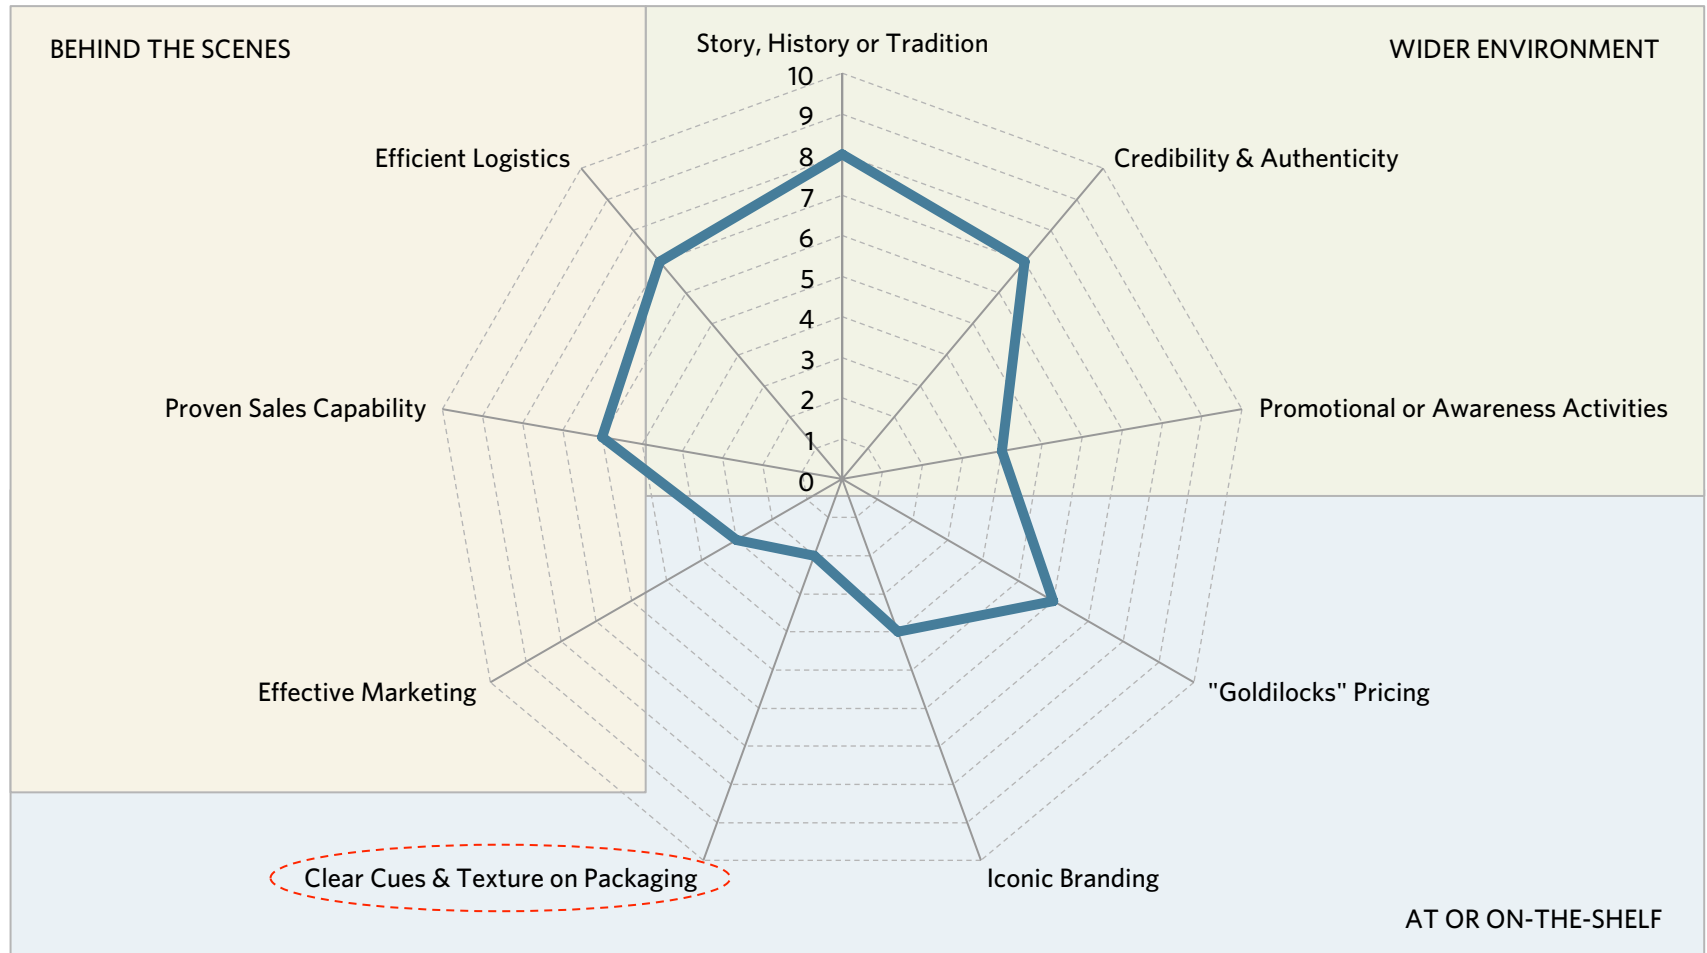 BEHIND THE SCENES
Story, History or Tradition
WIDER ENVIRONMENT
10
9
8
7
6
5
4
3
2
1
0
Efficient Logistics
Credibility & Authenticity
Proven Sales Capability
Promotional or Awareness Activities
Effective Marketing
"Goldilocks" Pricing
Clear Cues & Texture on Packaging
Iconic Branding
AT OR ON-THE-SHELF